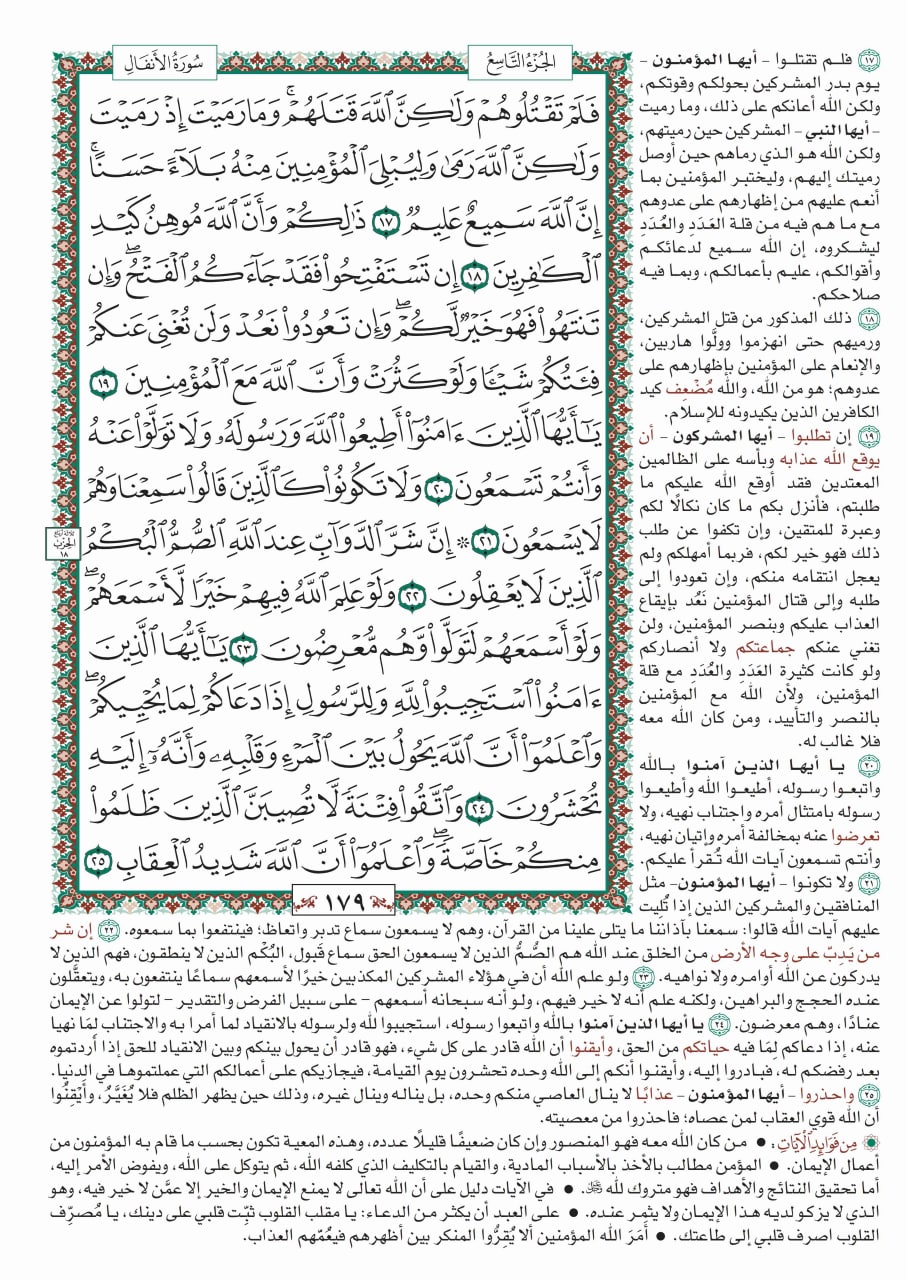 الجُزْءُ التَّاسِعُ
سُورَةُ الأَنفَالِ
فَلَمْ تَقْتُلُوهُمْ وَلَٰكِنَّ ٱللَّهَ قَتَلَهُمْ ۚ وَمَا رَمَيْتَ إِذْ رَمَيْتَ
وَلَٰكِنَّ ٱللَّهَ رَمَىٰ وَلِيُبْلِيَ ٱلْمُؤْمِنِينَ مِنْهُ بَلَآءً حَسَنًا ۚ
إِنَّ ٱللَّهَ سَمِيعٌ عَلِيمٌ ١٧ ذَٰلِكُمْ وَأَنَّ ٱللَّهَ مُوهِنُ كَيْدِ
ٱلْكَٰفِرِينَ ١٨ إِن تَسْتَفْتِحُوا۟ فَقَدْ جَآءَكُمُ ٱلْفَتْحُ ۖ وَإِن
تَنتَهُوا۟ فَهُوَ خَيْرٌ لَّكُمْ ۖ وَإِن تَعُودُوا۟ نَعُدْ وَلَن تُغْنِيَ عَنكُمْ
فِئَتُكُمْ شَيْـًٔا وَلَوْ كَثُرَتْ وَأَنَّ ٱللَّهَ مَعَ ٱلْمُؤْمِنِينَ ١٩
يَٰٓأَيُّهَا ٱلَّذِينَ ءَامَنُوٓا۟ أَطِيعُوا۟ ٱللَّهَ وَرَسُولَهُۥ وَلَا تَوَلَّوْا۟ عَنْهُ
وَأَنتُمْ تَسْمَعُونَ ٢٠ وَلَا تَكُونُوا۟ كَٱلَّذِينَ قَالُوا۟ سَمِعْنَا وَهُمْ
لَا يَسْمَعُونَ ٢١ ۞ إِنَّ شَرَّ ٱلدَّوَآبِّ عِندَ ٱللَّهِ ٱلصُّمُّ ٱلْبُكْمُ
ٱلَّذِينَ لَا يَعْقِلُونَ ٢٢ وَلَوْ عَلِمَ ٱللَّهُ فِيهِمْ خَيْرًا لَّأَسْمَعَهُمْ ۖ
وَلَوْ أَسْمَعَهُمْ لَتَوَلَّوا۟ وَّهُم مُّعْرِضُونَ ٢٣ يَٰٓأَيُّهَا ٱلَّذِينَ
ءَامَنُوا۟ ٱسْتَجِيبُوا۟ لِلَّهِ وَلِلرَّسُولِ إِذَا دَعَاكُمْ لِمَا يُحْيِيكُمْ ۖ
وَٱعْلَمُوٓا۟ أَنَّ ٱللَّهَ يَحُولُ بَيْنَ ٱلْمَرْءِ وَقَلْبِهِۦ وَأَنَّهُۥٓ إِلَيْهِ
تُحْشَرُونَ ٢٤ وَٱتَّقُوا۟ فِتْنَةً لَّا تُصِيبَنَّ ٱلَّذِينَ ظَلَمُوا۟
مِنكُمْ خَآصَّةً ۖ وَٱعْلَمُوٓا۟ أَنَّ ٱللَّهَ شَدِيدُ ٱلْعِقَابِ ٢٥
١٧٩
الحزب
١٨
١٧ فلم تقتلوا - أيها المؤمنون -
يوم بدر المشركين بحولكم وقوتكم،
ولكن الله أعانكم على ذلك، وما رميت
- أيها النبي - المشركين حين رميتهم،
ولكن الله هو الذي رماهم حين أوصل
رميتك إليهم، وليختبر المؤمنين بما
أنعم عليهم من إظهارهم على عدوهم
مع ما هم فيه من قلة العَدَدِ والعُدَدِ
ليشكروه، إن الله سميع لدعائكم
وأقوالكم، عليم بأعمالكم، وبما فيه
صلاحكم.
١٨ ذلك المذكور من قتل المشركين،
ورميهم حتى انهزموا وولَّوا هاربين،
والإنعام على المؤمنين بإظهارهم على
عدوهم؛ هو من الله، والله مُضْعِف كيد
الكافرين الذين يكيدونه للإسلام.
١٩ إن تطلبوا - أيها المشركون - أن
يوقع الله عذابه وبأسه على الظالمين
المعتدين فقد أوقع الله عليكم ما
طلبتم، فأنزل بكم ما كان نكالًا لكم
وعبرة للمتقين، وإن تكفوا عن طلب
ذلك فهو خير لكم، فربما أمهلكم ولم
يعجل انتقامه منكم، وإن تعودوا إلى
طلبه وإلى قتال المؤمنين نَعُد بإيقاع
العذاب عليكم وبنصر المؤمنين، ولن
تغني عنكم جماعتكم ولا أنصاركم
ولو كانت كثيرة العَدَدِ والعُدَدِ مع قلة
المؤمنين، ولأن الله مع المؤمنين
بالنصر والتأييد، ومن كان الله معه
فلا غالب له.
٢٠ يا أيها الذين آمنوا بالله
واتبعوا رسوله، أطيعوا الله وأطيعوا
رسوله بامتثال أمره واجتناب نهيه، ولا
تعرضوا عنه بمخالفة أمره وإتيان نهيه،
وأنتم تسمعون آيات الله تُقرأ عليكم.
٢١ ولا تكونوا - أيها المؤمنون- مثل
المنافقين والمشركين الذين إذا تُلِيت
عليهم آيات الله قالوا: سمعنا بآذاننا ما يتلى علينا من القرآن، وهم لا يسمعون سماع تدبر واتعاظ؛ فينتفعوا بما سمعوه. ٢٢ إن شر
من يَدِبّ على وجه الأرض من الخلق عند الله هم الصُّمُّ الذين لا يسمعون الحق سماع قبول، البُكْم الذين لا ينطقون، فهم الذين لا
يدركون عن الله أوامره ولا نواهيه. ٢٣ ولو علم الله أن في هؤلاء المشركين المكذبين خيرًا لأسمعهم سماعًا ينتفعون به، ويتعقَّلون
عنده الحجج والبراهين، ولكنه علم أنه لا خير فيهم، ولو أنه سبحانه أسمعهم - على سبيل الفرض والتقدير - لتولوا عن الإيمان
عنادًا، وهم معرضون. ٢٤ يا أيها الذين آمنوا بالله واتبعوا رسوله، استجيبوا لله ولرسوله بالانقياد لما أمرا به والاجتناب لمَا نهيا
عنه، إذا دعاكم لِمَا فيه حياتكم من الحق، وأيقنوا أن الله قادر على كل شيء، فهو قادر أن يحول بينكم وبين الانقياد للحق إذا أردتموه
بعد رفضكم له، فبادروا إليه، وأيقنوا أنكم إلى الله وحده تحشرون يوم القيامة، فيجازيكم على أعمالكم التي عملتموها في الدنيا.
٢٥ واحذروا - أيها المؤمنون - عذابًا لا ينال العاصي منكم وحده، بل يناله وينال غيره، وذلك حين يظهر الظلم فلا يُغَيَّرُ، وأَيْقِنُوا
أن الله قوي العقاب لمن عصاه؛ فاحذروا من معصيته.
مِن فَوَائِدِ الآيَاتِ: • من كان الله معه فهو المنصور وإن كان ضعيفًا قليلًا عدده، وهذه المعية تكون بحسب ما قام به المؤمنون من
أعمال الإيمان. • المؤمن مطالب بالأخذ بالأسباب المادية، والقيام بالتكليف الذي كلفه الله، ثم يتوكل على الله، ويفوض الأمر إليه،
أما تحقيق النتائج والأهداف فهو متروك لله ﷻ. • في الآيات دليل على أن الله تعالى لا يمنع الإيمان والخير إلا عمَّن لا خير فيه، وهو
الذي لا يزكو لديه هذا الإيمان ولا يثمر عنده. • على العبد أن يكثر من الدعاء: يا مقلب القلوب ثبِّت قلبي على دينك، يا مُصرِّف
القلوب اصرف قلبي إلى طاعتك. • أَمَرَ الله المؤمنين ألا يُقِرُّوا المنكر بين أظهرهم فيعُمّهم العذاب.